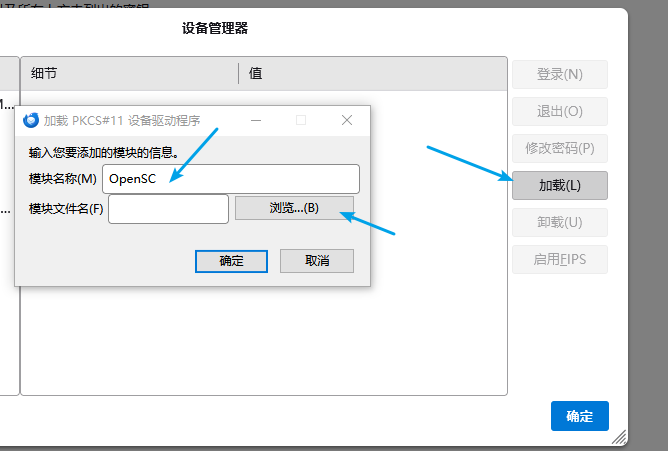 设备管理器
细节
值
登录(N)
退出(O)
修改密码(P)
加载(L)
卸载(U)
启用FIPS
加载 PKCS#11 设备驱动程序
输入您要添加的模块的信息。
模块名称(M)
OpenSC
模块文件名(F)
浏览...(B)
确定
取消
确定